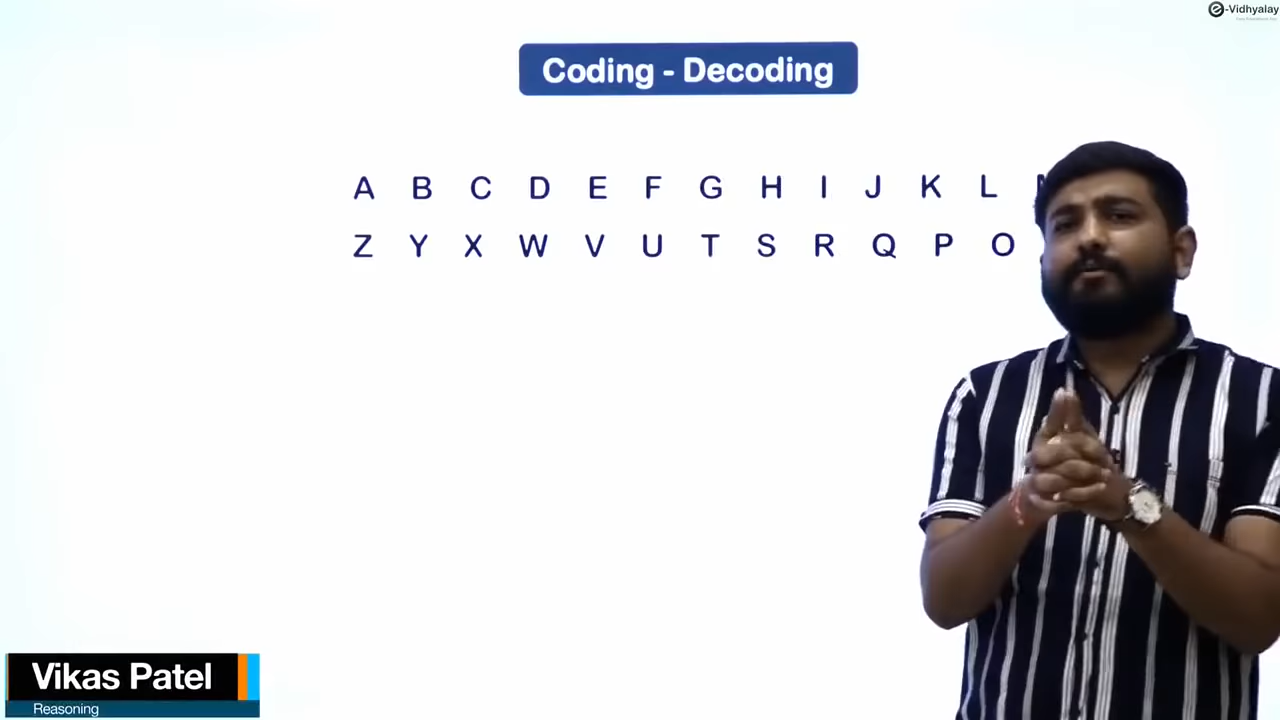 e-Vidhyalay
Coding - Decoding
A B C D E F G H I J K L
Z Y X W V U T S R Q P O
Vikas Patel
Reasoning